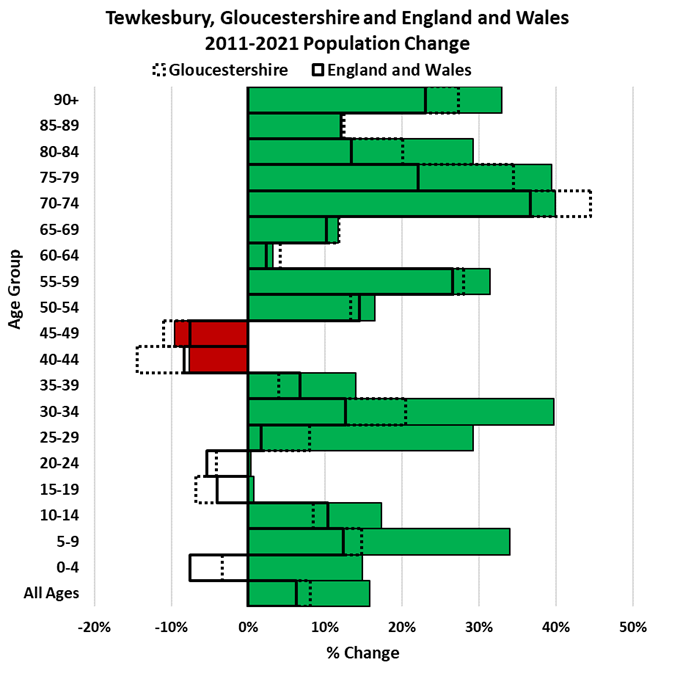 Tewkesbury, Gloucestershire and England and Wales
2011-2021 Population Change
Gloucestershire England and Wales
90+
85-89
80-84
75-79
70-74
65-69
60-64
55-59
50-54
45-49
40-44
35-39
30-34
25-29
20-24
15-19
10-14
5-9
0-4
All Ages
Age Group
-20% -10% 0% 10% 20% 30% 40% 50%
% Change